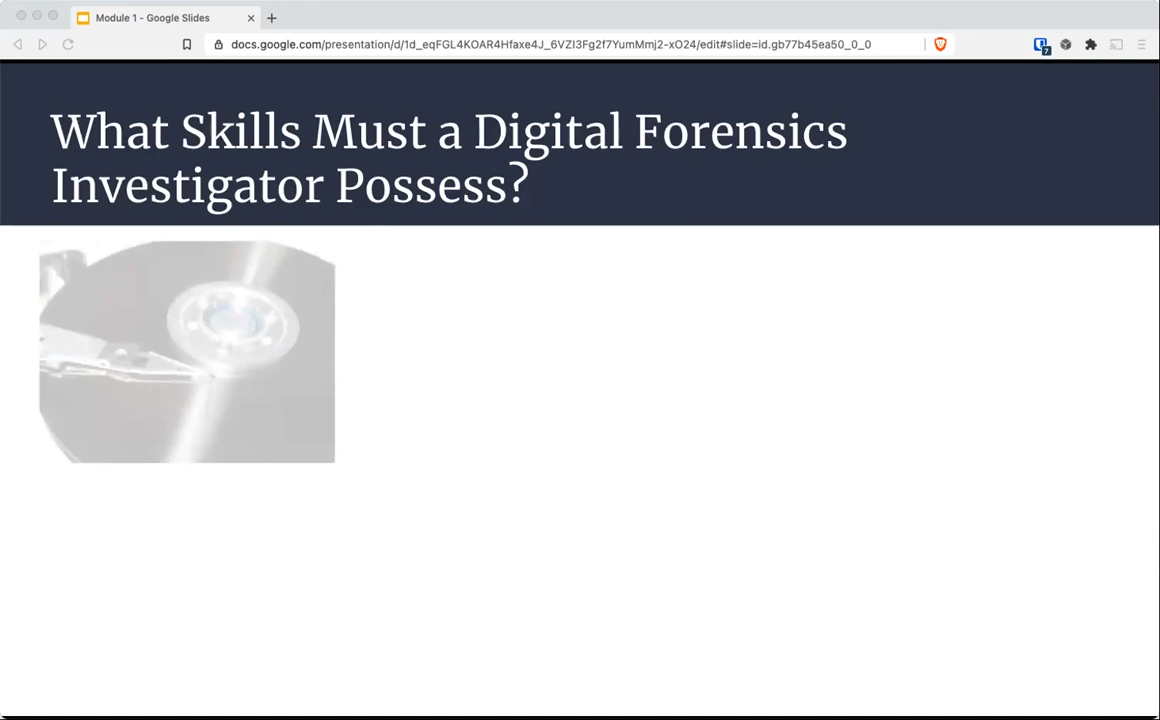 Module 1 - Google Slides
docs.google.com/presentation/d/1d_eqFGL4KOAR4Hfaxe4J_6VZI3Fg2f7YumMmj2-xO24/edit#slide=id.gb77b45ea50_0_0
7
What Skills Must a Digital Forensics
Investigator Possess?